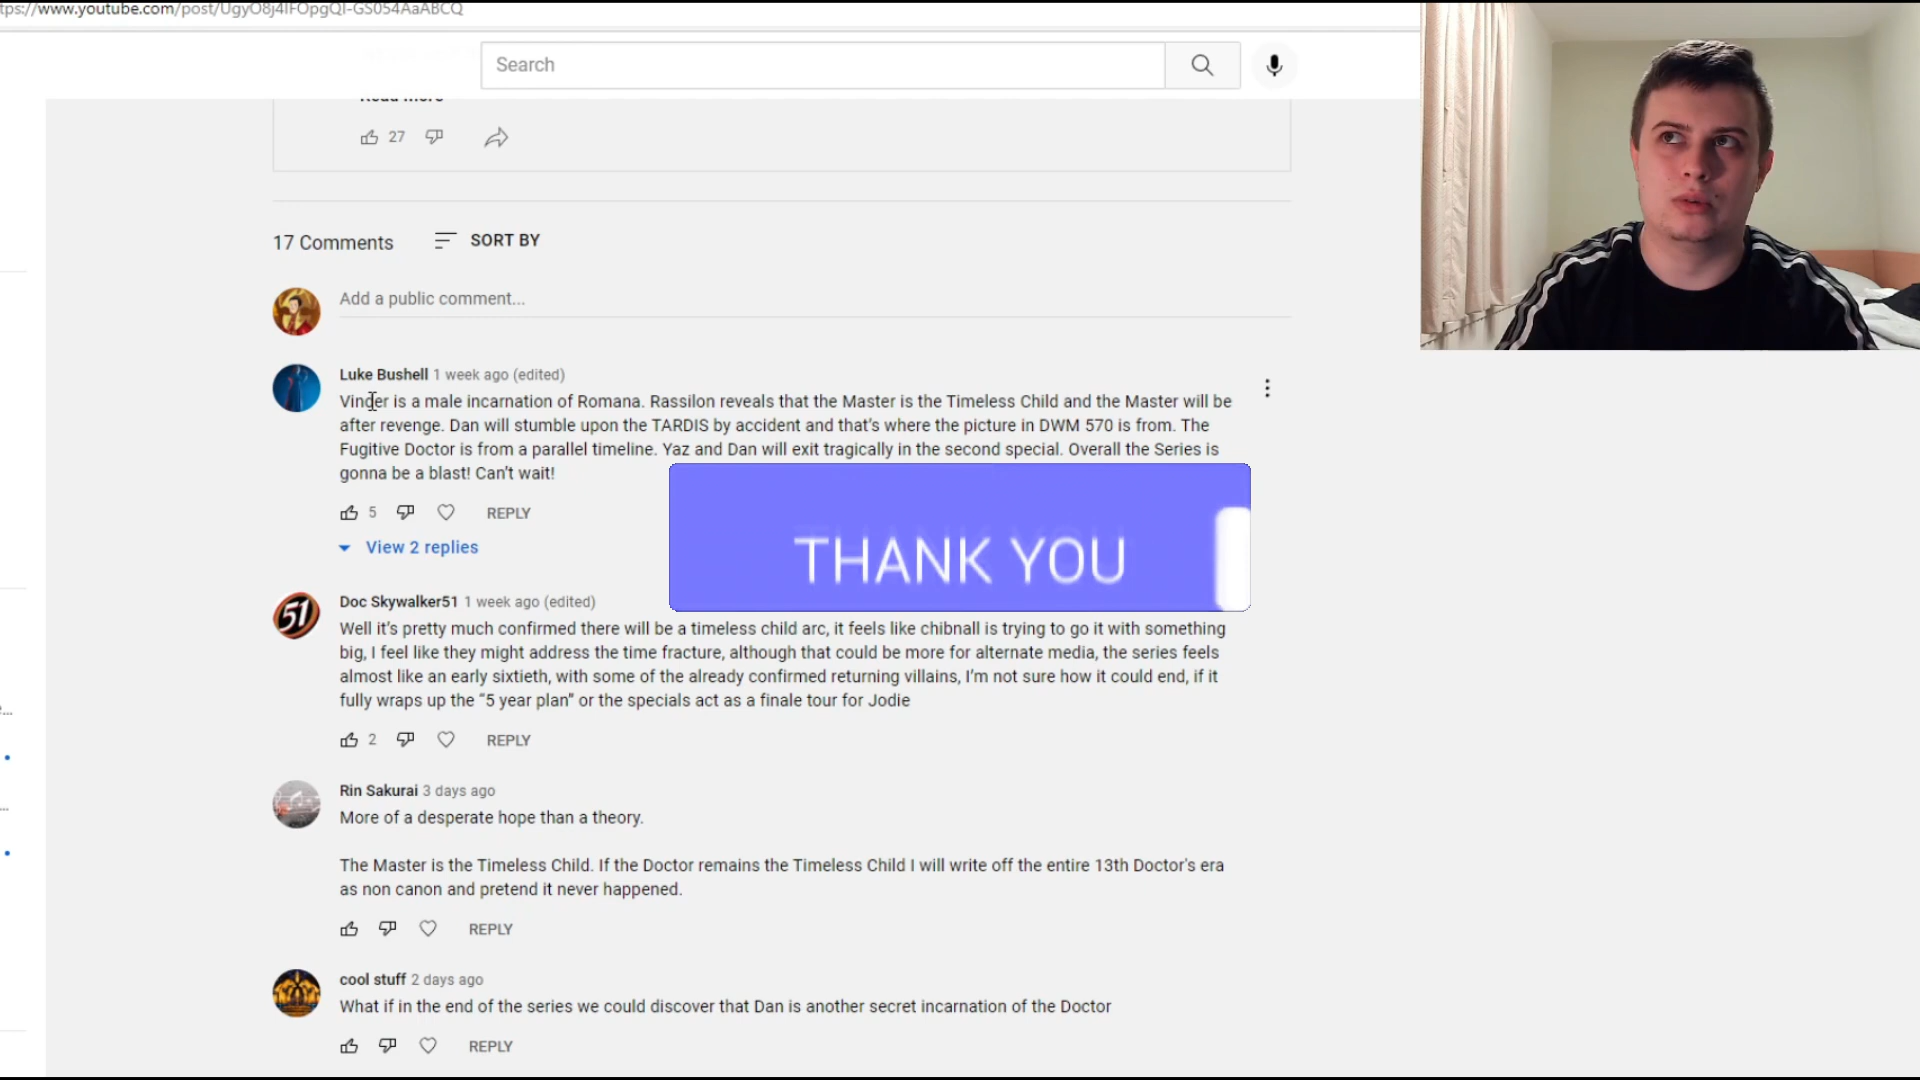 https://www.youtube.com/post/UgyO8j4IFOpgQI-GS054AaABCQ
Search
Read more
27
17 Comments
SORT BY
Add a public comment...
Luke Bushell 1 week ago (edited)
Vinder is a male incarnation of Romana. Rassilon reveals that the Master is the Timeless Child and the Master will be
after revenge. Dan will stumble upon the TARDIS by accident and that's where the picture in DWM 570 is from. The
Fugitive Doctor is from a parallel timeline. Yaz and Dan will exit tragically in the second special. Overall the Series is
gonna be a blast! Can't wait!
5
REPLY
View 2 replies
THANK YOU
51
Doc Skywalker51 1 week ago (edited)
Well it's pretty much confirmed there will be a timeless child arc, it feels like chibnall is trying to go it with something
big, I feel like they might address the time fracture, although that could be more for alternate media, the series feels
almost like an early sixtieth, with some of the already confirmed returning villains, I'm not sure how it could end, if it
fully wraps up the “5 year plan” or the specials act as a finale tour for Jodie
2
REPLY
Rin Sakurai 3 days ago
More of a desperate hope than a theory.
The Master is the Timeless Child. If the Doctor remains the Timeless Child I will write off the entire 13th Doctor's era
as non canon and pretend it never happened.
REPLY
cool stuff 2 days ago
What if in the end of the series we could discover that Dan is another secret incarnation of the Doctor
REPLY